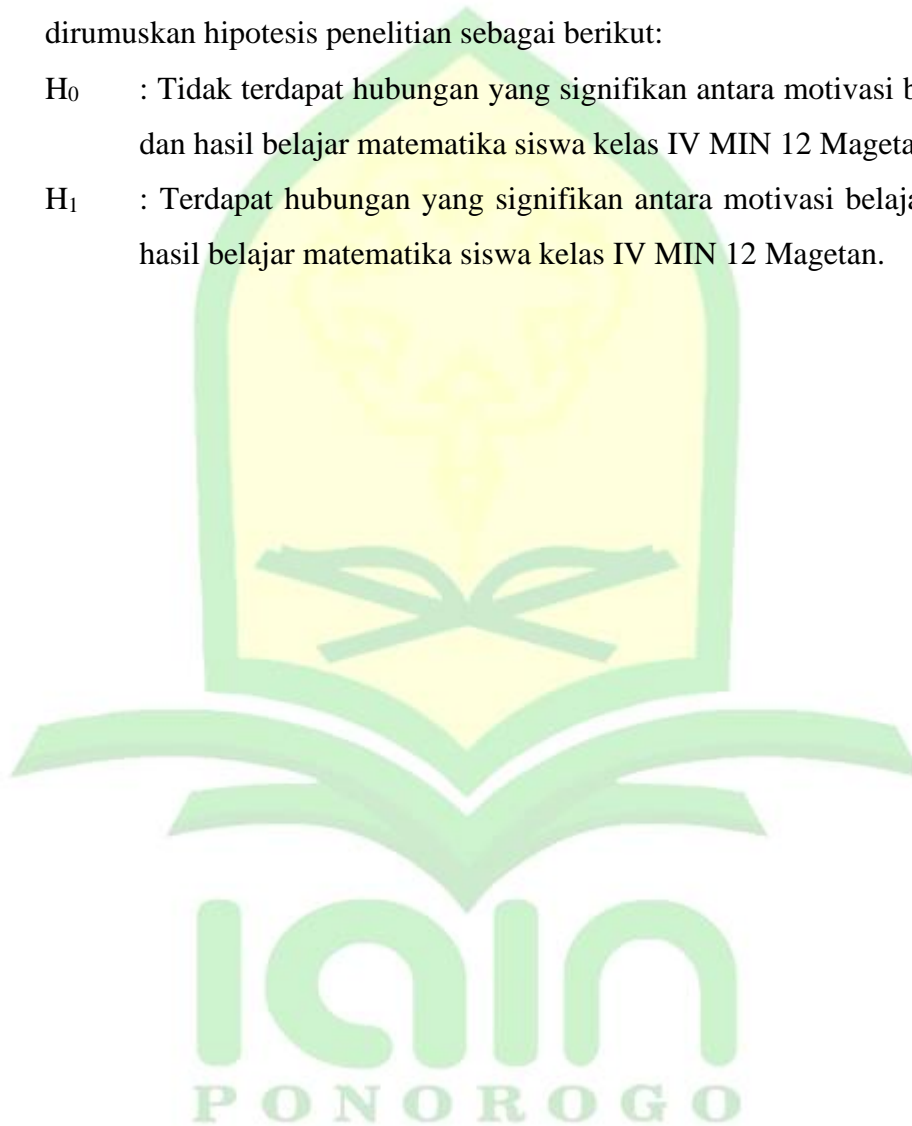 dirumuskan hipotesis penelitian sebagai berikut:
H₀ : Tidak terdapat hubungan yang signifikan antara motivasi
dan hasil belajar matematika siswa kelas IV MIN 12
H₁ : Terdapat hubungan yang signifikan antara motivasi
hasil belajar matematika siswa kelas IV MIN 12 Magetan.
iain
PONOROGO